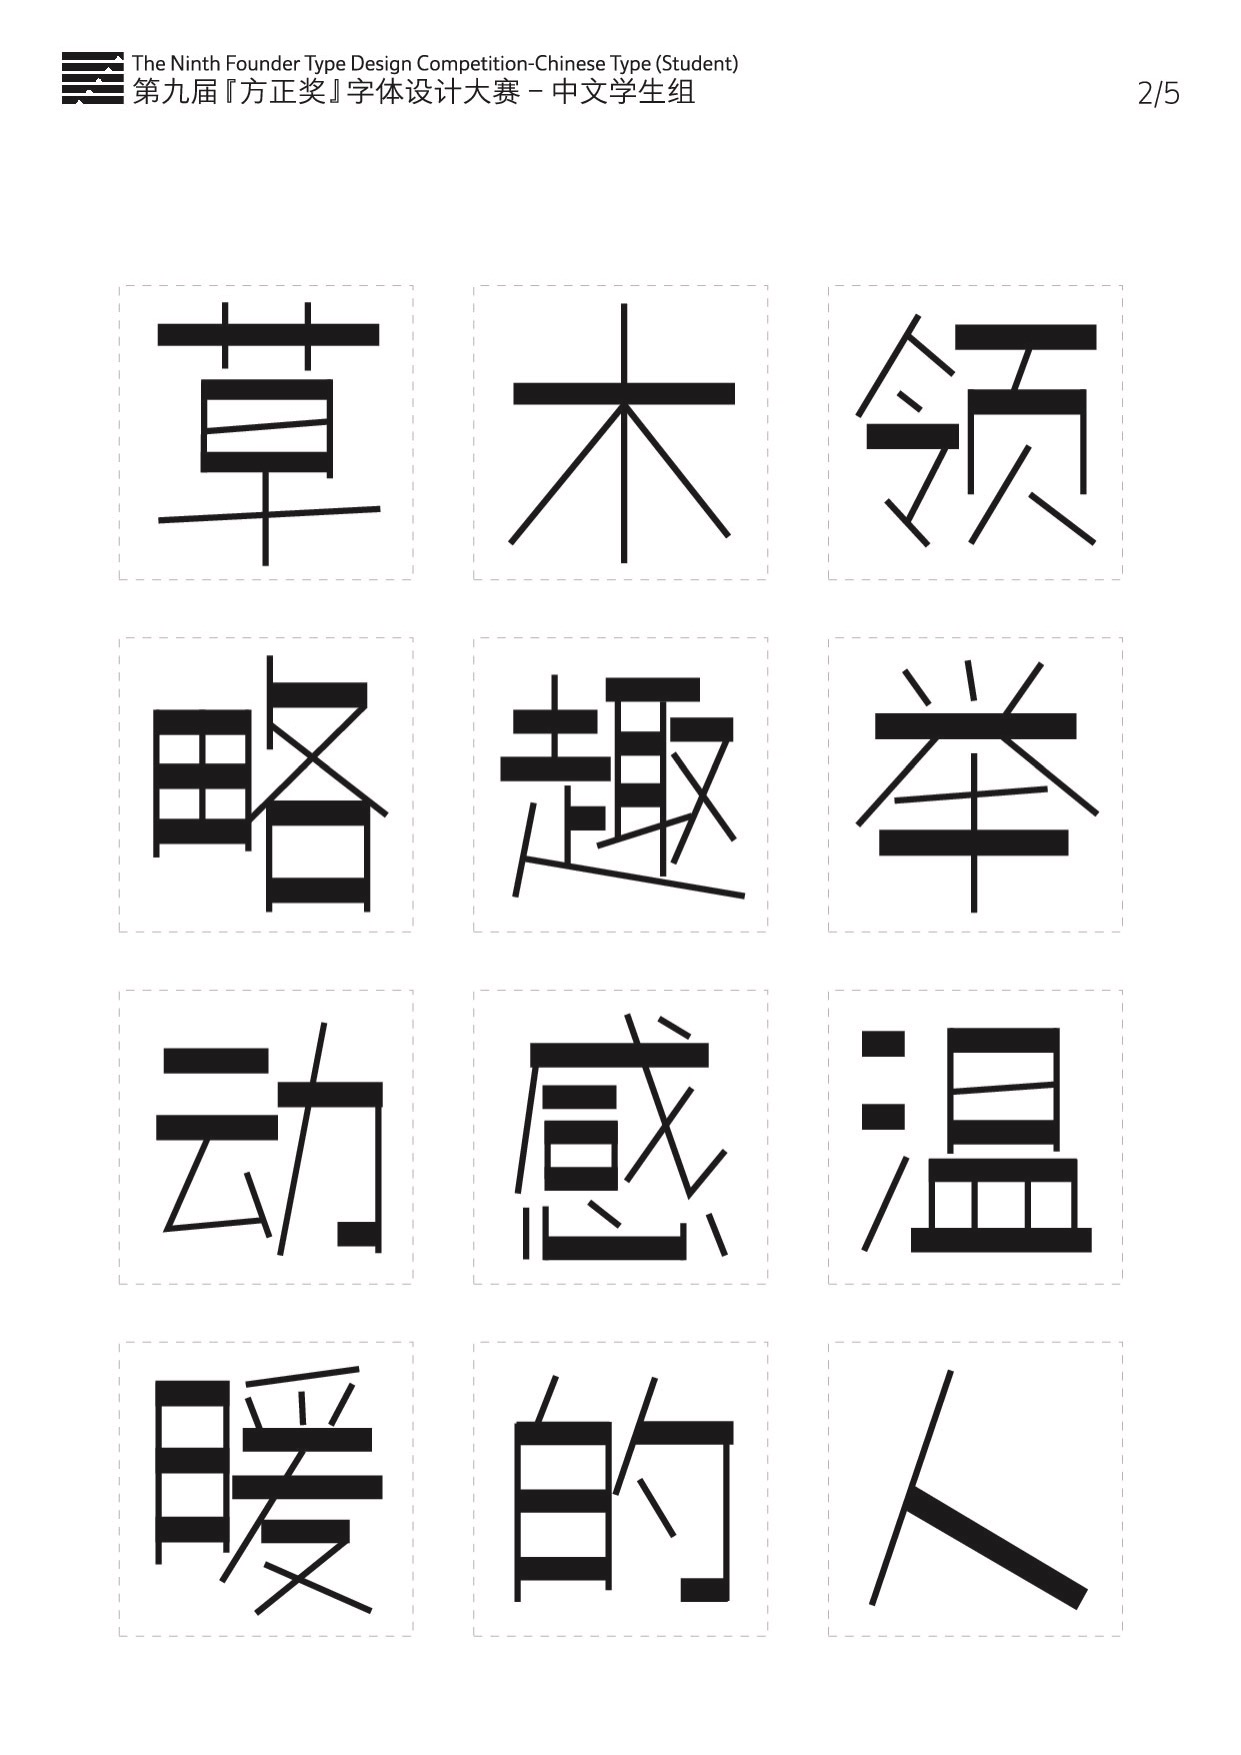 The Ninth Founder Type Design Competition-Chinese Type (Student)
第九届『方正奖』字体设计大赛 – 中文学生组
2/5
草木领
略趣举
动感温
暖的人